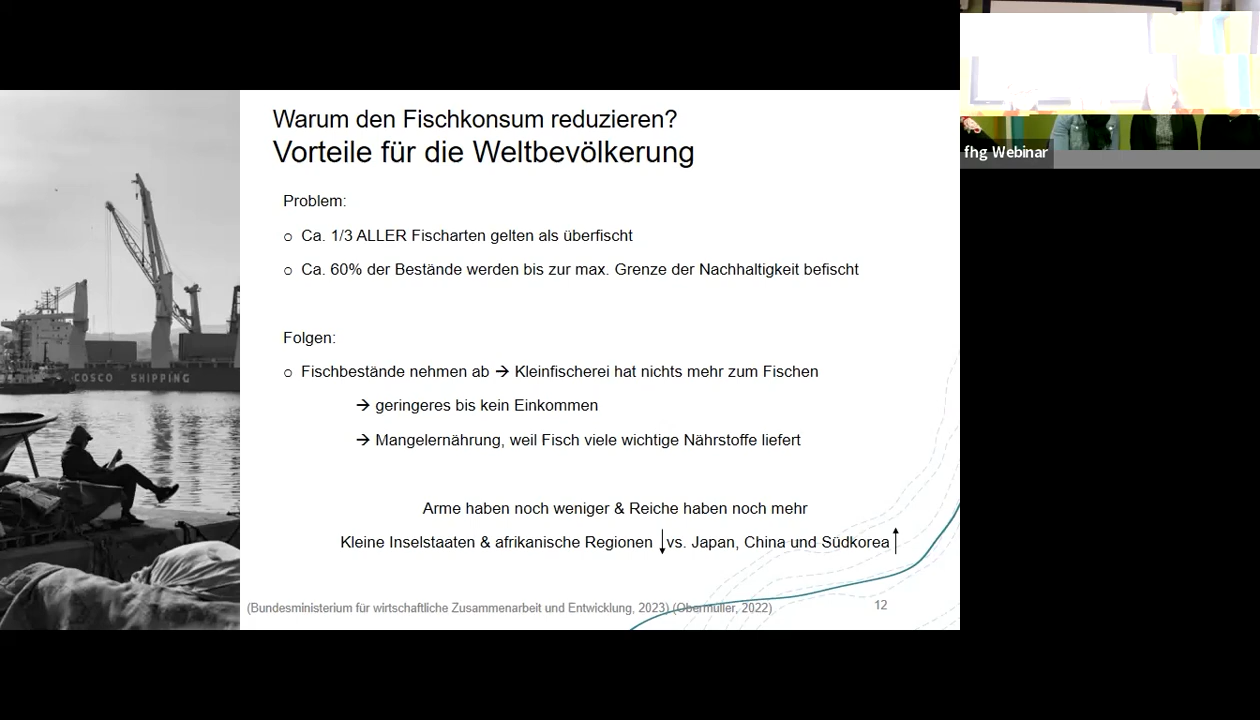 Warum den Fischkonsum reduzieren?
Vorteile für die Weltbevölkerung
fhg Webinar
Problem:
o Ca. 1/3 ALLER Fischarten gelten als überfischt
o Ca. 60% der Bestände werden bis zur max. Grenze der Nachhaltigkeit befischt
Folgen:
o Fischbestände nehmen ab → Kleinfischerei hat nichts mehr zum Fischen
→ geringeres bis kein Einkommen
→ Mangelernährung, weil Fisch viele wichtige Nährstoffe liefert
COSCO SHIPPING
Arme haben noch weniger & Reiche haben noch mehr
Kleine Inselstaaten & afrikanische Regionen ↓ vs. Japan, China und Südkorea ↑
(Bundesministerium für wirtschaftliche Zusammenarbeit und Entwicklung, 2023) (Obermüller, 2022)
12